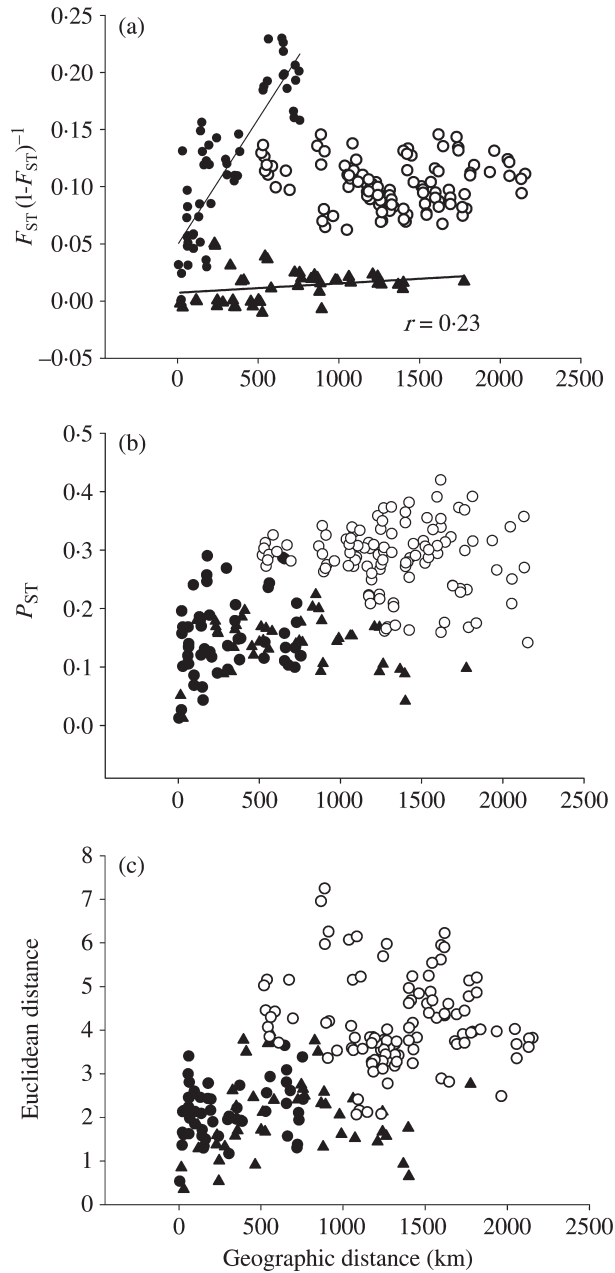 (a)
0·25
0·20
0·15
0·10
0·05
0·00
−0·05
F_ST (1-F_ST)^−1
r = 0·23
0 500 1000 1500 2000 2500
(b)
0·5
0·4
0·3
0·2
0·1
0·0
P_ST
0 500 1000 1500 2000 2500
(c)
8
7
6
5
4
3
2
1
0
Euclidean distance
0 500 1000 1500 2000 2500
Geographic distance (km)